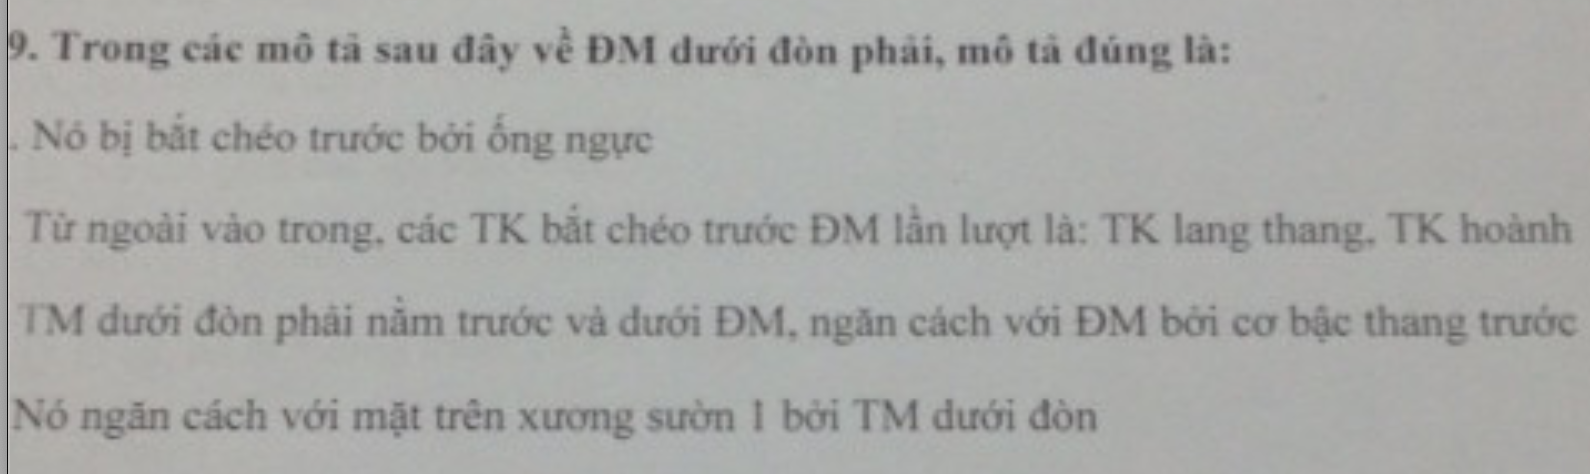 9. Trong các mô tả sau đây về ĐM dưới đòn phải, mô tả đúng là:
. Nó bị bắt chéo trước bởi ống ngực
Từ ngoài vào trong, các TK bắt chéo trước ĐM lần lượt là: TK lang thang, TK hoành
TM dưới đòn phải nằm trước và dưới ĐM, ngăn cách với ĐM bởi cơ bậc thang trước
Nó ngăn cách với mặt trên xương sườn 1 bởi TM dưới đòn